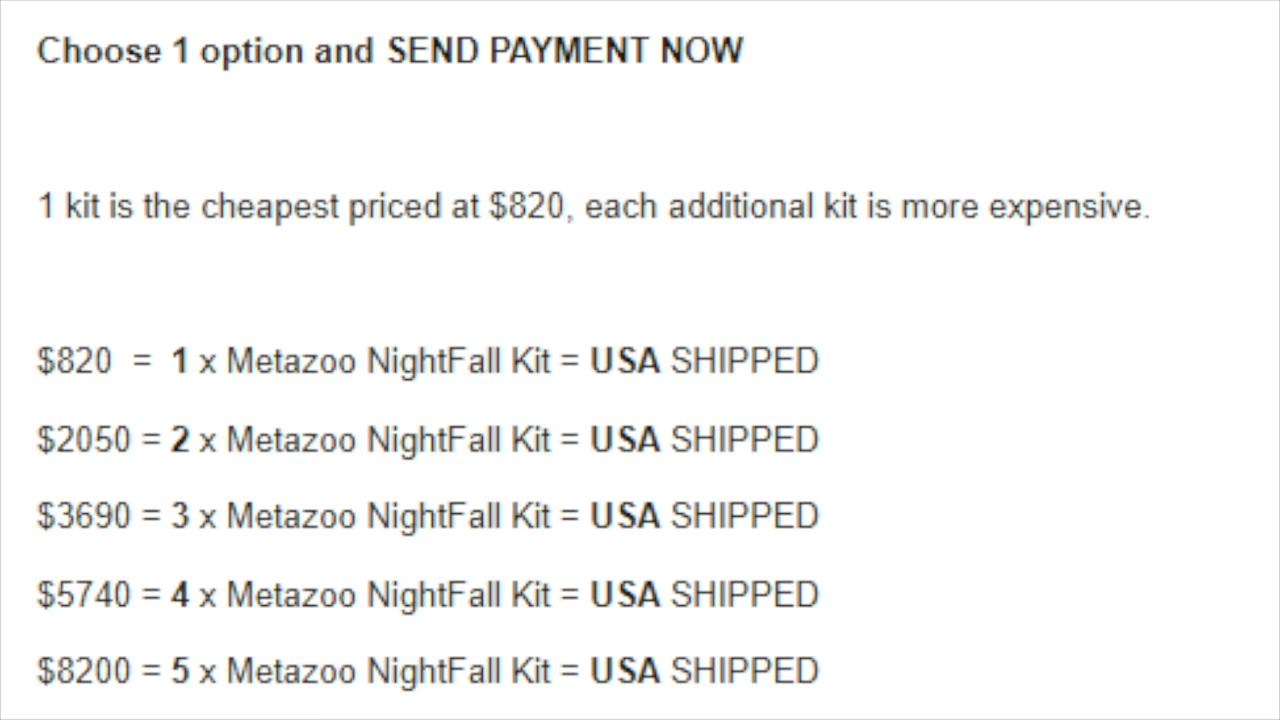 Choose 1 option and SEND PAYMENT NOW
1 kit is the cheapest priced at $820, each additional kit is more expensive.
$820 = 1 x Metazoo NightFall Kit = USA SHIPPED
$2050 = 2 x Metazoo NightFall Kit = USA SHIPPED
$3690 = 3 x Metazoo NightFall Kit = USA SHIPPED
$5740 = 4 x Metazoo NightFall Kit = USA SHIPPED
$8200 = 5 x Metazoo NightFall Kit = USA SHIPPED